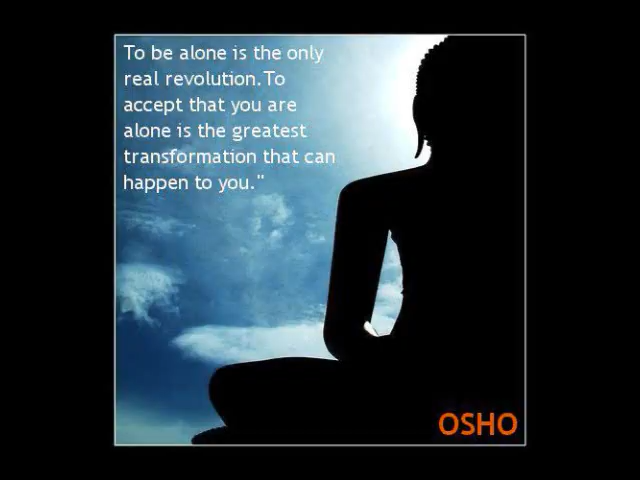 To be alone is the only
real revolution.To
accept that you are
alone is the greatest
transformation that can
happen to you."
OSHO